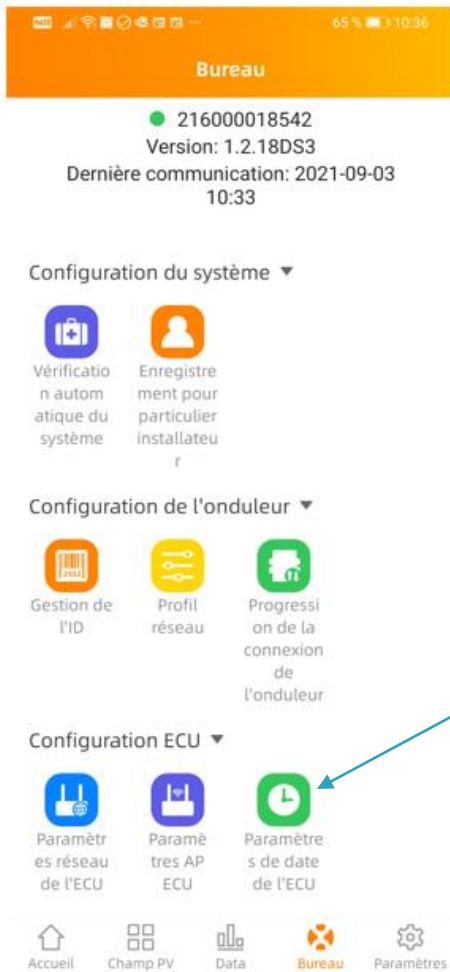 65 % 10:36
Bureau
216000018542
Version: 1.2.18DS3
Dernière communication: 2021-09-03
10:33
Configuration du système
Vérificatio
n autom
atique du
système
Enregistre
ment pour
particulier
installateu
r
Configuration de l'onduleur
Gestion de
l'ID
Profil
réseau
Progressi
on de la
connexion
de
l'onduleur
Configuration ECU
Paramètr
es réseau
de l'ECU
Paramè
tres AP
ECU
Paramètre
s de date
de l'ECU
Accueil
Champ PV
Data
Bureau
Paramètres